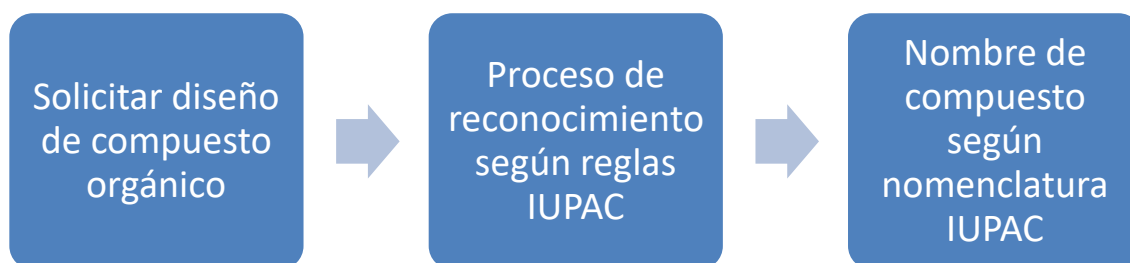 Solicitar diseño
de compuesto
orgánico
Proceso de
reconocimiento
según reglas
IUPAC
Nombre de
compuesto
según
nomenclatura
IUPAC